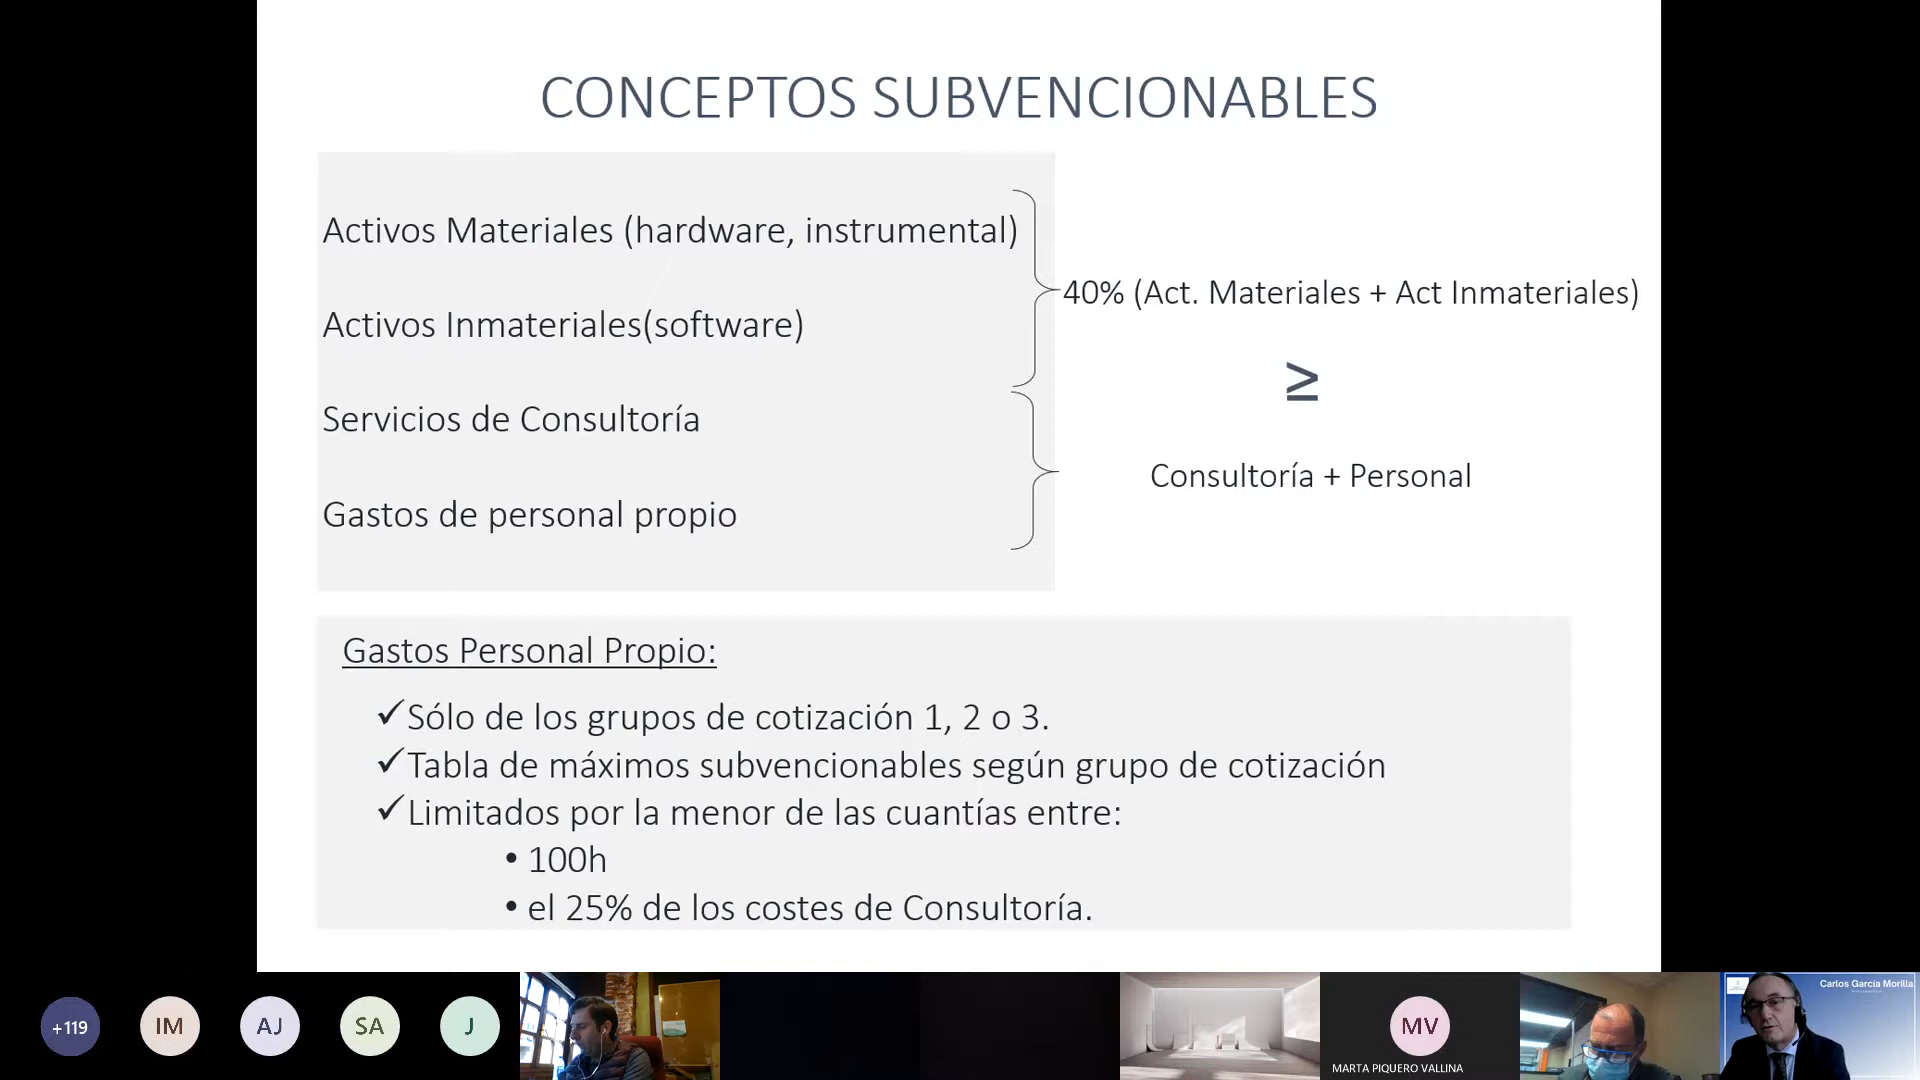 CONCEPTOS SUBVENCIONABLES
Activos Materiales (hardware, instrumental)
Activos Inmateriales(software)
Servicios de Consultoría
Gastos de personal propio
40% (Act. Materiales + Act Inmateriales)
≥
Consultoría + Personal
Gastos Personal Propio:
✓Sólo de los grupos de cotización 1, 2 o 3.
✓Tabla de máximos subvencionables según grupo de cotización
✓Limitados por la menor de las cuantías entre:
• 100h
• el 25% de los costes de Consultoría.
+119
IM
AJ
SA
J
MV
MARTA PIQUERO VALLINA
Carlos García Morilla